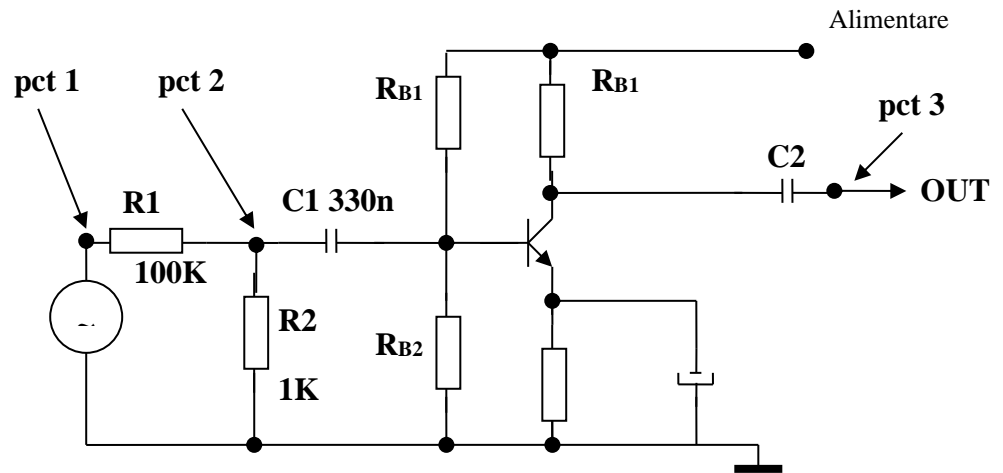 Alimentare
pct 1
pct 2
RB1
RB1
pct 3
C2
R1
C1 330n
OUT
100K
~
R2
RB2
1K